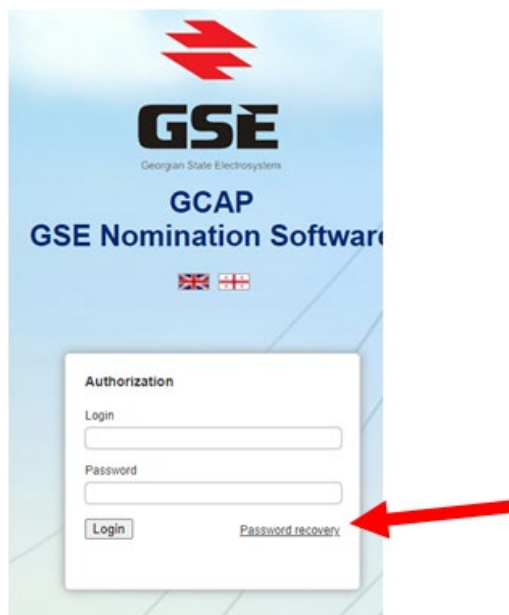 GSE
Georgian State Electrosystem
GCAP
GSE Nomination Software
Authorization
Login
Password
Login Password recovery